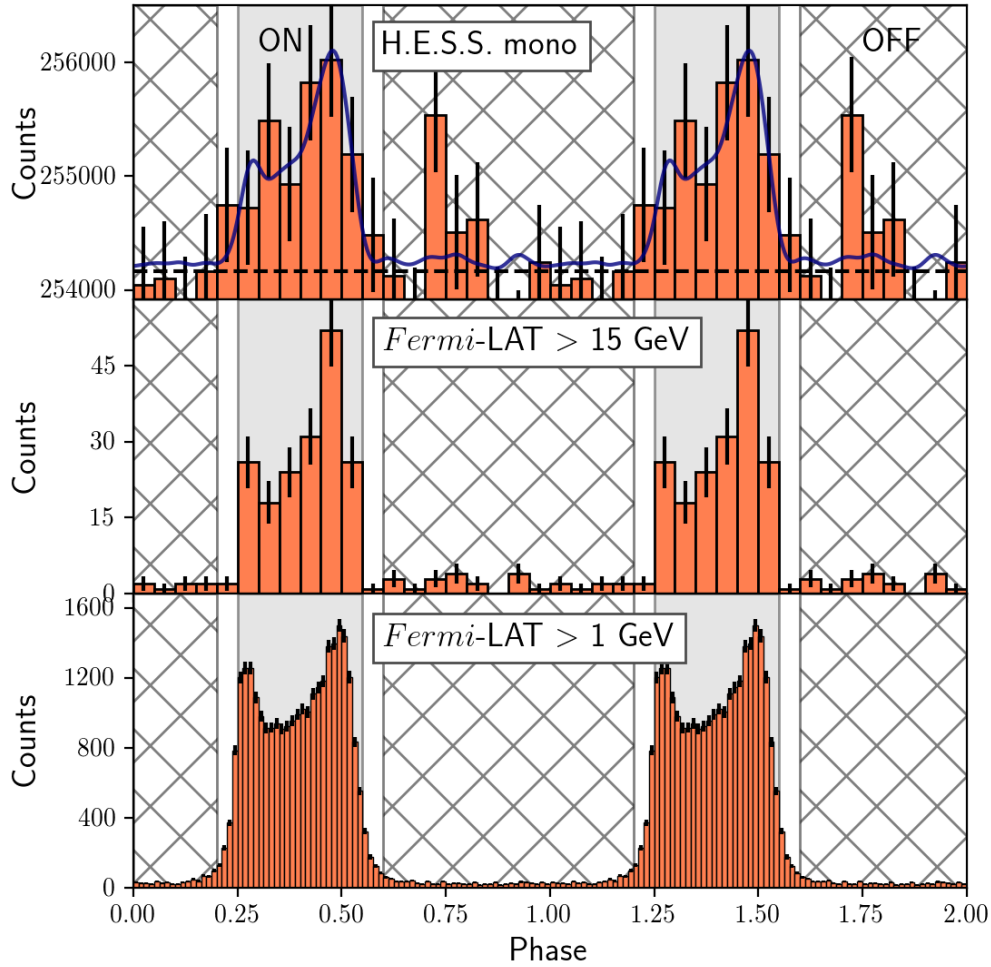 ON
H.E.S.S. mono
OFF
256000
255000
254000
Counts
Fermi-LAT > 15 GeV
45
30
15
0
Counts
Fermi-LAT > 1 GeV
1600
1200
800
400
0
Counts
0.00 0.25 0.50 0.75 1.00 1.25 1.50 1.75 2.00
Phase